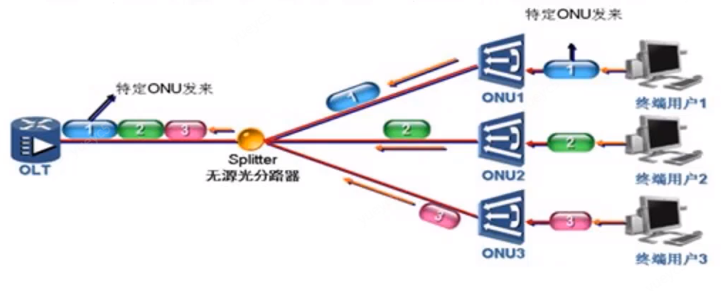 特定ONU发来
特定ONU发来
1
1
ONU1
终端用户1
1 2 3
OLT
Splitter
无源光分路器
2
ONU2
2
终端用户2
3
ONU3
3
终端用户3